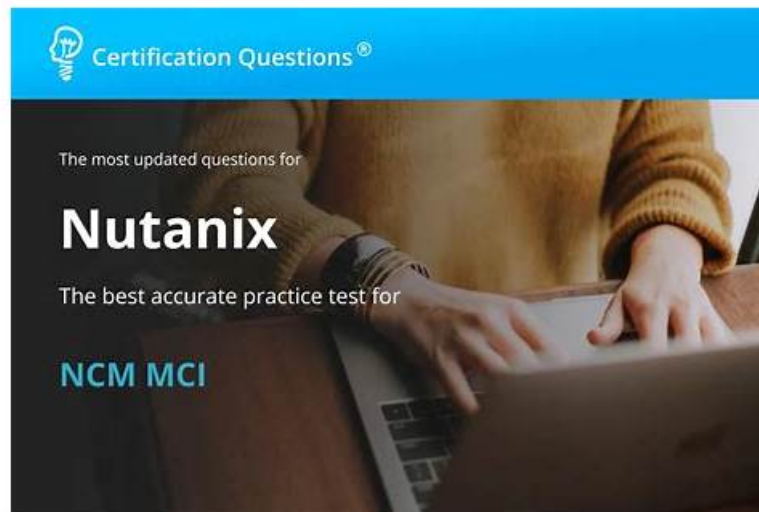 Certification Questions®
The most updated questions for
Nutanix
The best accurate practice test for
NCM MCI